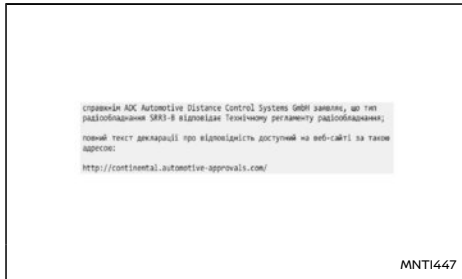 справжнім ADC Automotive Distance Control Systems GmbH заявляє, що тип
радіообладнання SRR3-B відповідає Технічному регламенту радіообладнання;
повний текст декларації про відповідність доступний на веб-сайті за такою
адресою:
http://continental.automotive-approvals.com/
MNTI447